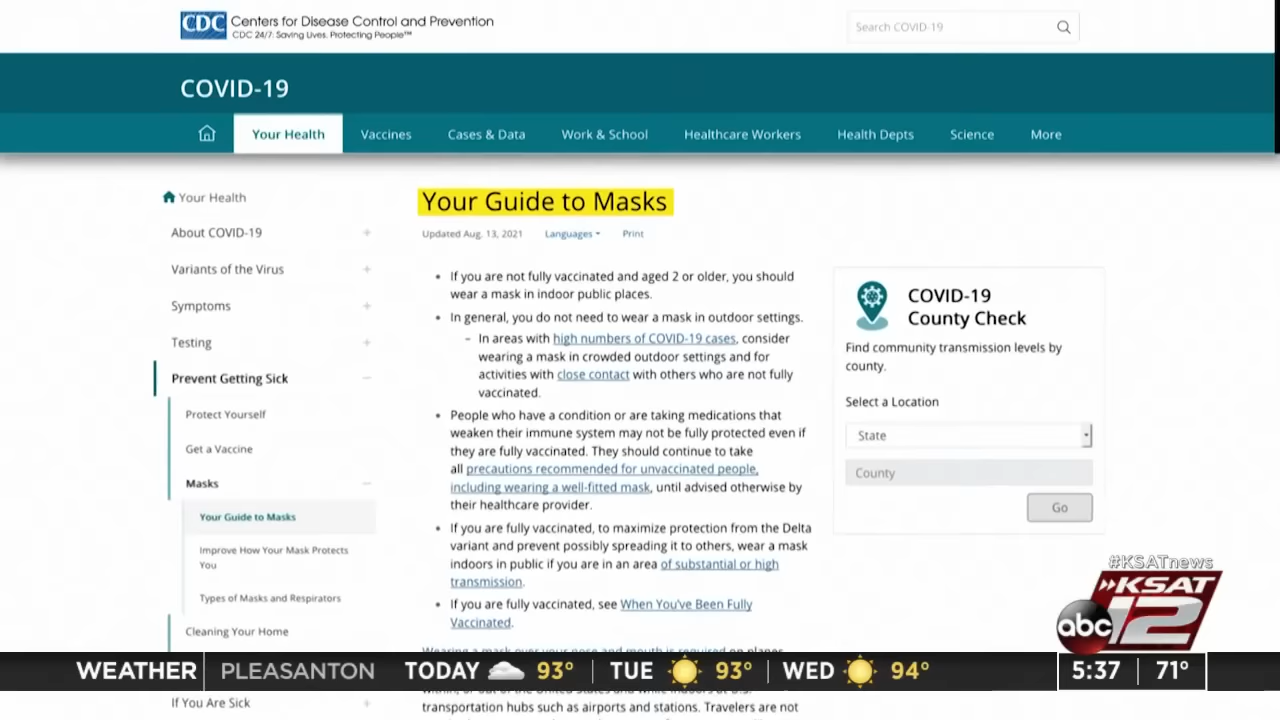 CDC
Centers for Disease Control and Prevention
CDC 24/7: Saving Lives. Protecting People™
Search COVID-19
COVID-19
Your Health
Vaccines
Cases & Data
Work & School
Healthcare Workers
Health Depts
Science
More
Your Health
About COVID-19
Variants of the Virus
Symptoms
Testing
Prevent Getting Sick
Protect Yourself
Get a Vaccine
Masks
Your Guide to Masks
Improve How Your Mask Protects
You
Types of Masks and Respirators
Cleaning Your Home
If You Are Sick
Your Guide to Masks
Updated Aug. 13, 2021
Languages
Print
• If you are not fully vaccinated and aged 2 or older, you should
wear a mask in indoor public places.
• In general, you do not need to wear a mask in outdoor settings.
– In areas with high numbers of COVID-19 cases, consider
wearing a mask in crowded outdoor settings and for
activities with close contact with others who are not fully
vaccinated.
• People who have a condition or are taking medications that
weaken their immune system may not be fully protected even if
they are fully vaccinated. They should continue to take
all precautions recommended for unvaccinated people,
including wearing a well-fitted mask, until advised otherwise by
their healthcare provider.
• If you are fully vaccinated, to maximize protection from the Delta
variant and prevent possibly spreading it to others, wear a mask
indoors in public if you are in an area of substantial or high
transmission.
• If you are fully vaccinated, see When You've Been Fully
Vaccinated.
Wearing a mask over your nose and mouth is required on planes,
transportation hubs such as airports and stations. Travelers are not
COVID-19
County Check
Find community transmission levels by
county.
Select a Location
State
County
Go
#KSATnews
KSAT
abc 12
WEATHER PLEASANTON TODAY 93° TUE 93° WED 94° 5:37 71°